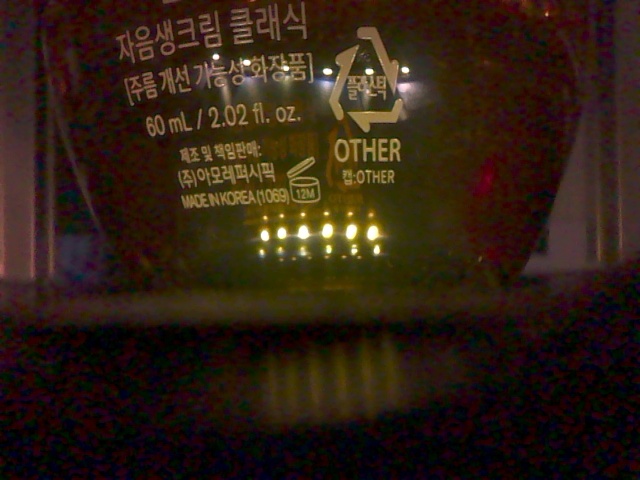 자음생크림 클래식
[주름 개선 기능성 화장품]
60 mL / 2.02 fl. oz.
제조 및 책임판매:
(주)아모레퍼시픽
MADE IN KOREA (1069)
12M
플라스틱
OTHER
캡:OTHER